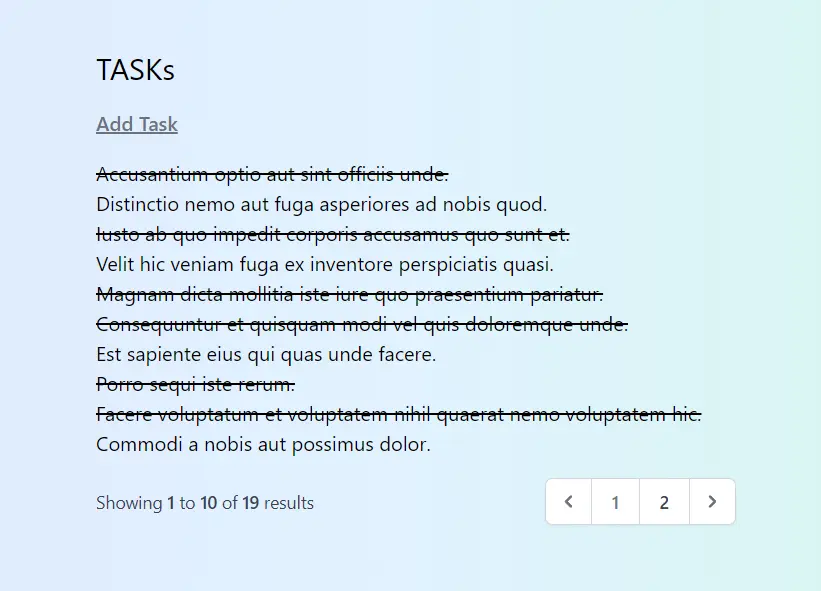 TASKs
Add Task
Accusantium optio aut sint officiis unde.
Distinctio nemo aut fuga asperiores ad nobis quod.
Iusto ab quo impedit corporis accusamus quo sunt et.
Velit hic veniam fuga ex inventore perspiciatis quasi.
Magnam dicta mollitia iste iure quo praesentium pariatur.
Consequuntur et quisquam modi vel quis doloremque unde.
Est sapiente eius qui quas unde facere.
Porro sequi iste rerum.
Facere voluptatum et voluptatem nihil quaerat nemo voluptatem hic.
Commodi a nobis aut possimus dolor.
Showing 1 to 10 of 19 results
1 2